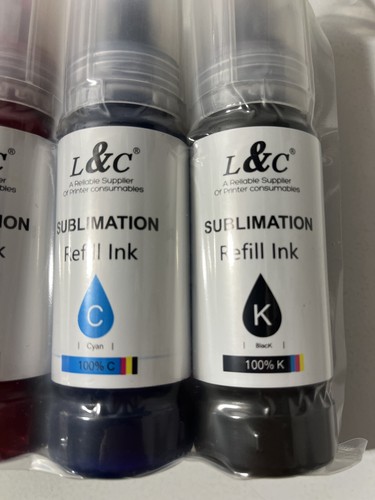 C®
ION
L&C®
A Reliable Supplier
Of Printer consumables
SUBLIMATION
Refill Ink
C
Cyan
100% C
L&C®
A Reliable Supplier
Of Printer consumables
SUBLIMATION
Refill Ink
K
BlacK
100% K